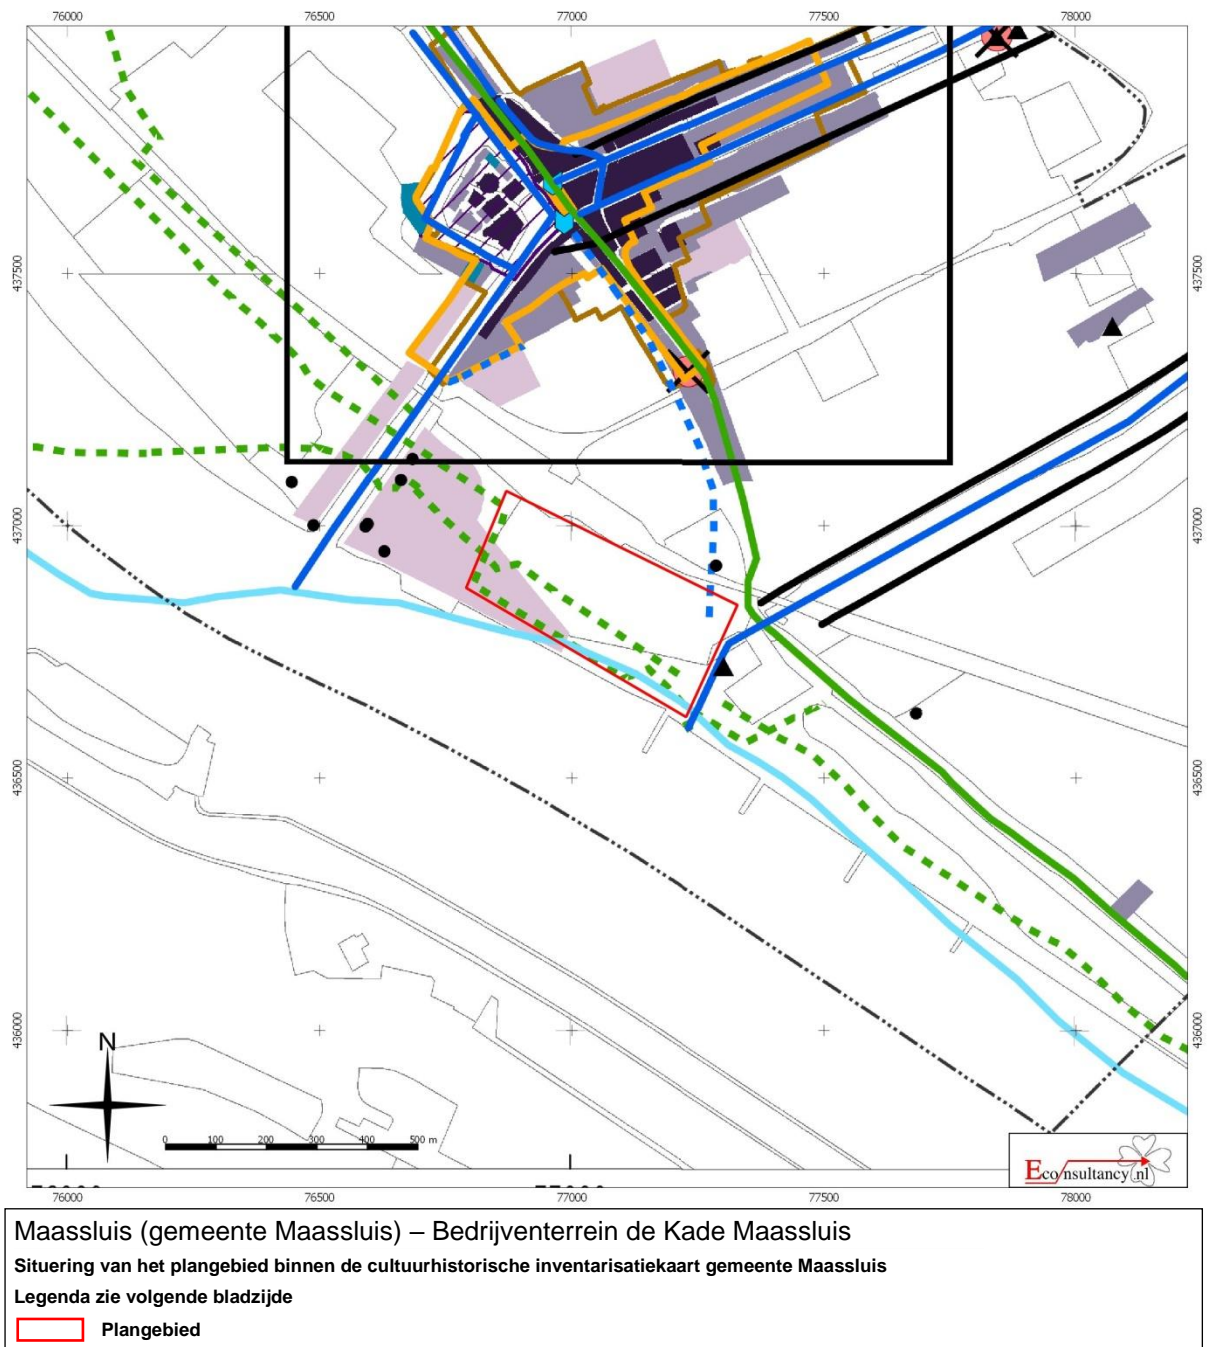 76000 76500 77000 77500 78000
437500 437500
437000 437000
436500 436500
436000 436000
N
0 100 200 300 400 500 m
Econsultancy.nl
76000 76500 77000 77500 78000
Maassluis (gemeente Maassluis) – Bedrijventerrein de Kade Maassluis
Situering van het plangebied binnen de cultuurhistorische inventarisatiekaart gemeente Maassluis
Legenda zie volgende bladzijde
Plangebied